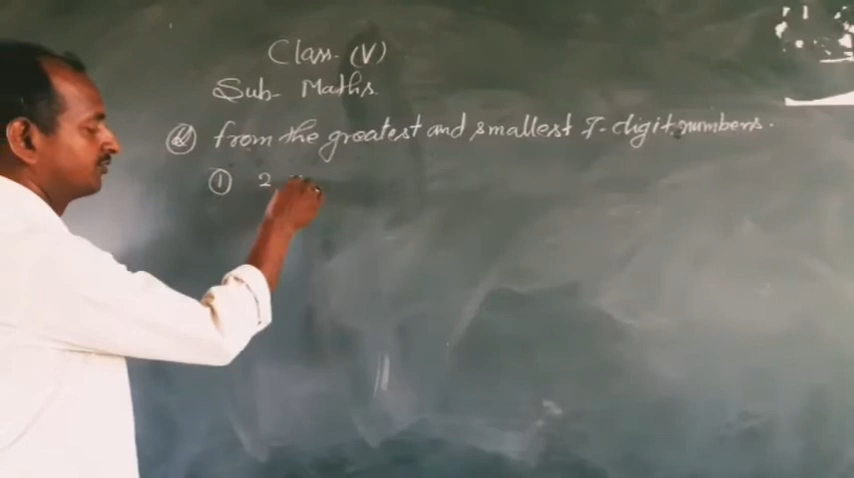 Class- (V)
Sub- Maths.
from the greatest and smallest 7-digit numbers.
① 2